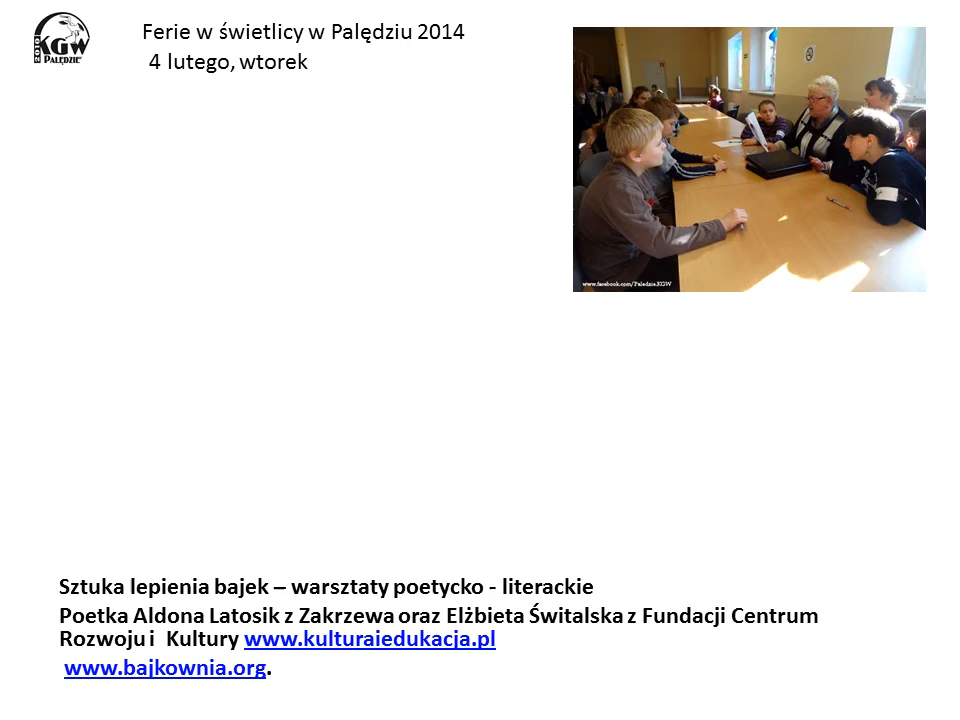 2010
KGW
PALĘDZIE
Ferie w świetlicy w Palędziu 2014
4 lutego, wtorek
www.facebook.com/Paledzie.KGW
Sztuka lepienia bajek – warsztaty poetycko - literackie
Poetka Aldona Latosik z Zakrzewa oraz Elżbieta Świtalska z Fundacji Centrum
Rozwoju i Kultury www.kulturaiedukacja.pl
www.bajkownia.org.